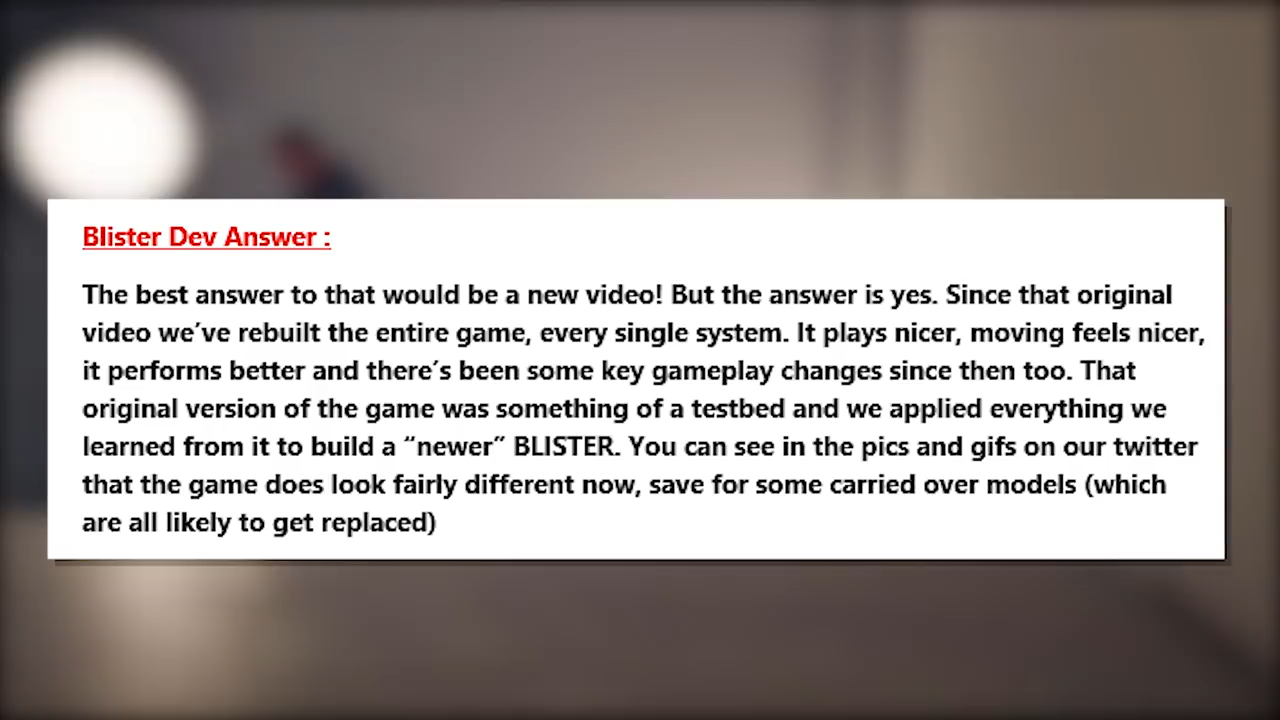 Blister Dev Answer :
The best answer to that would be a new video! But the answer is yes. Since that original
video we’ve rebuilt the entire game, every single system. It plays nicer, moving feels nicer,
it performs better and there’s been some key gameplay changes since then too. That
original version of the game was something of a testbed and we applied everything we
learned from it to build a “newer” BLISTER. You can see in the pics and gifs on our twitter
that the game does look fairly different now, save for some carried over models (which
are all likely to get replaced)